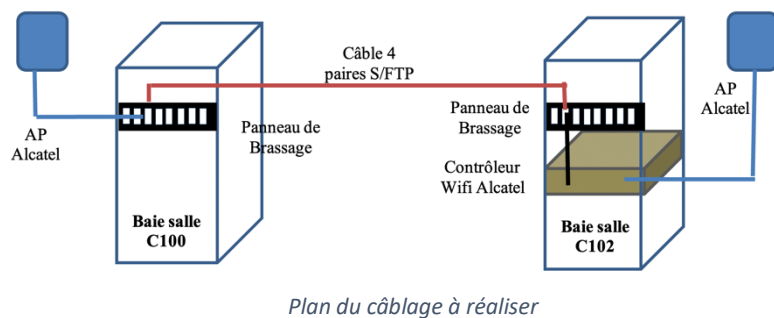 Câble 4
paires S/FTP
AP
Alcatel
Panneau de
Brassage
Baie salle
C100
Panneau de
Brassage
Contrôleur
Wifi Alcatel
Baie salle
C102
AP
Alcatel
Plan du câblage à réaliser